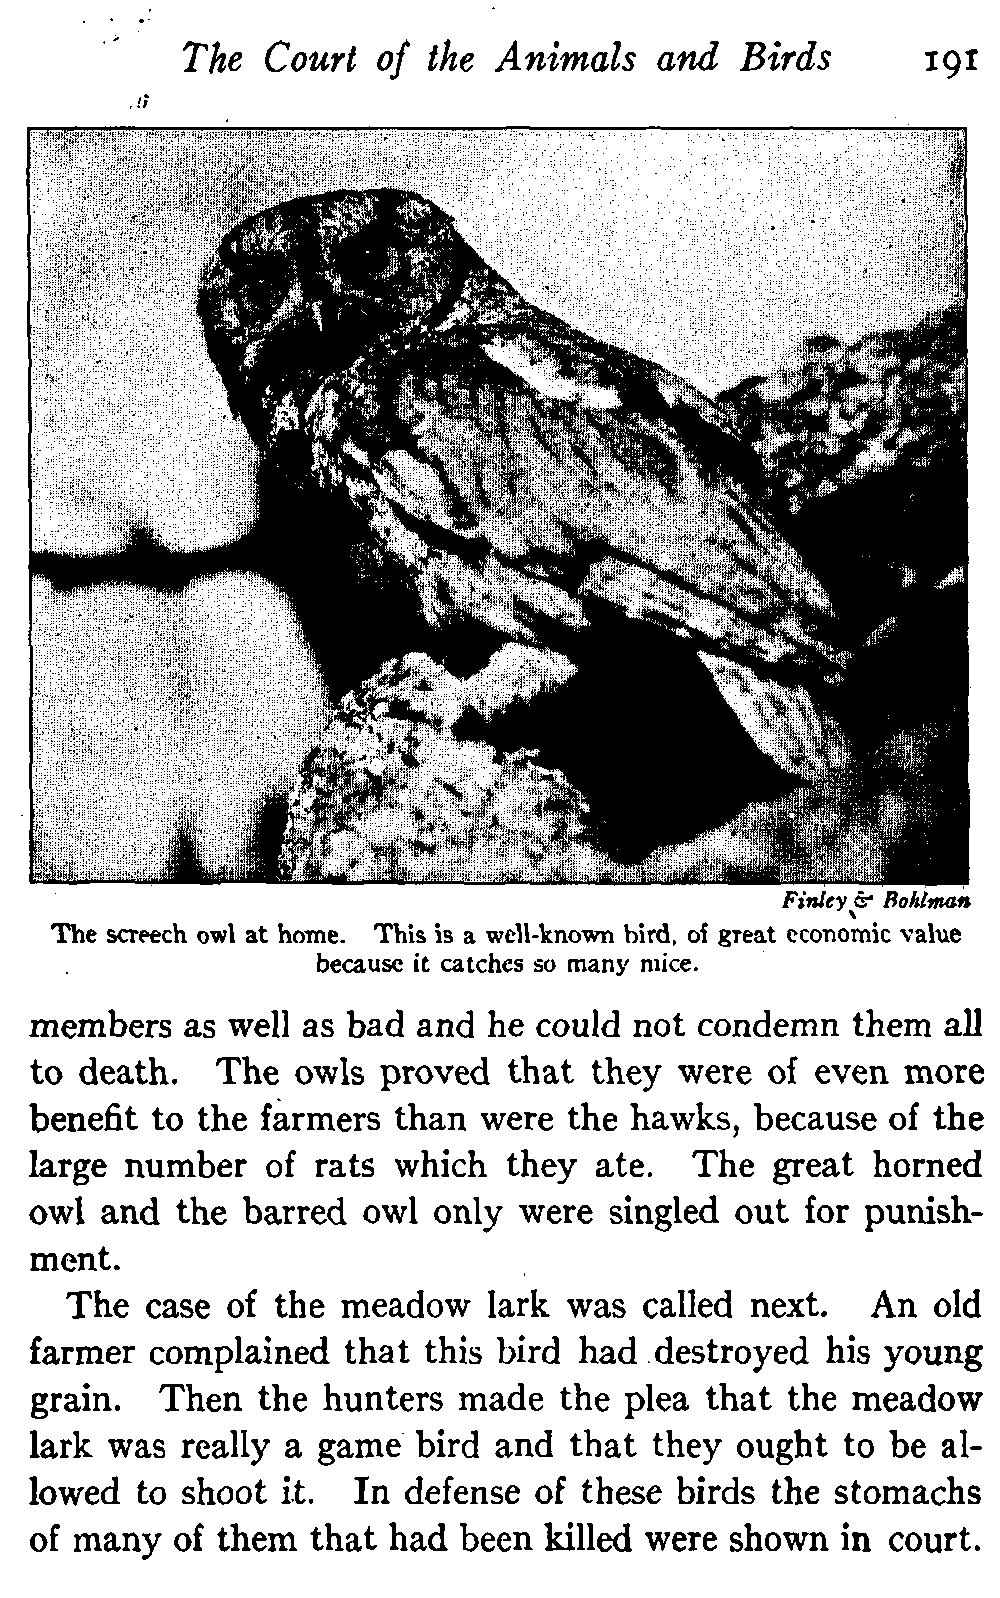 The Court of the Animals and Birds 191
Finley & Bohlman
The screech owl at home. This is a well-known bird, of great economic value
because it catches so many mice.
members as well as bad and he could not condemn them all
to death. The owls proved that they were of even more
benefit to the farmers than were the hawks, because of the
large number of rats which they ate. The great horned
owl and the barred owl only were singled out for punish-
ment.
The case of the meadow lark was called next. An old
farmer complained that this bird had destroyed his young
grain. Then the hunters made the plea that the meadow
lark was really a game bird and that they ought to be al-
lowed to shoot it. In defense of these birds the stomachs
of many of them that had been killed were shown in court.